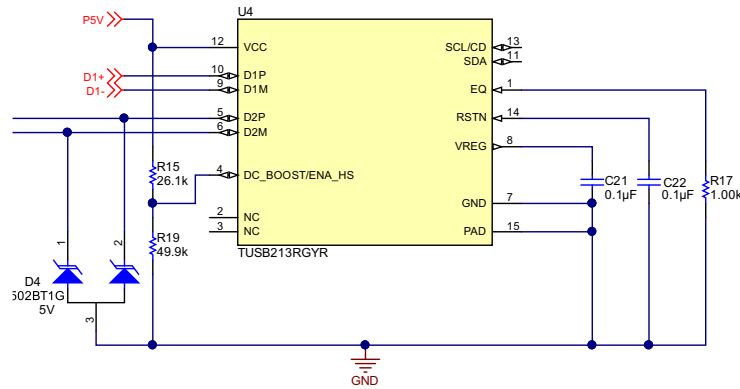 U4
P5V
12 VCC
SCL/CD 13
SDA 11
D1+ 10 D1P
D1- 9 D1M
EQ 1
5 D2P
6 D2M
RSTN 14
VREG 8
R15
26.1k
4 DC_BOOST/ENA_HS
C21
0.1µF
C22
0.1µF
R17
1.00k
2 NC
3 NC
GND 7
PAD 15
R19
49.9k
TUSB213RGYR
1
2
D4
502BT1G
5V
3
GND